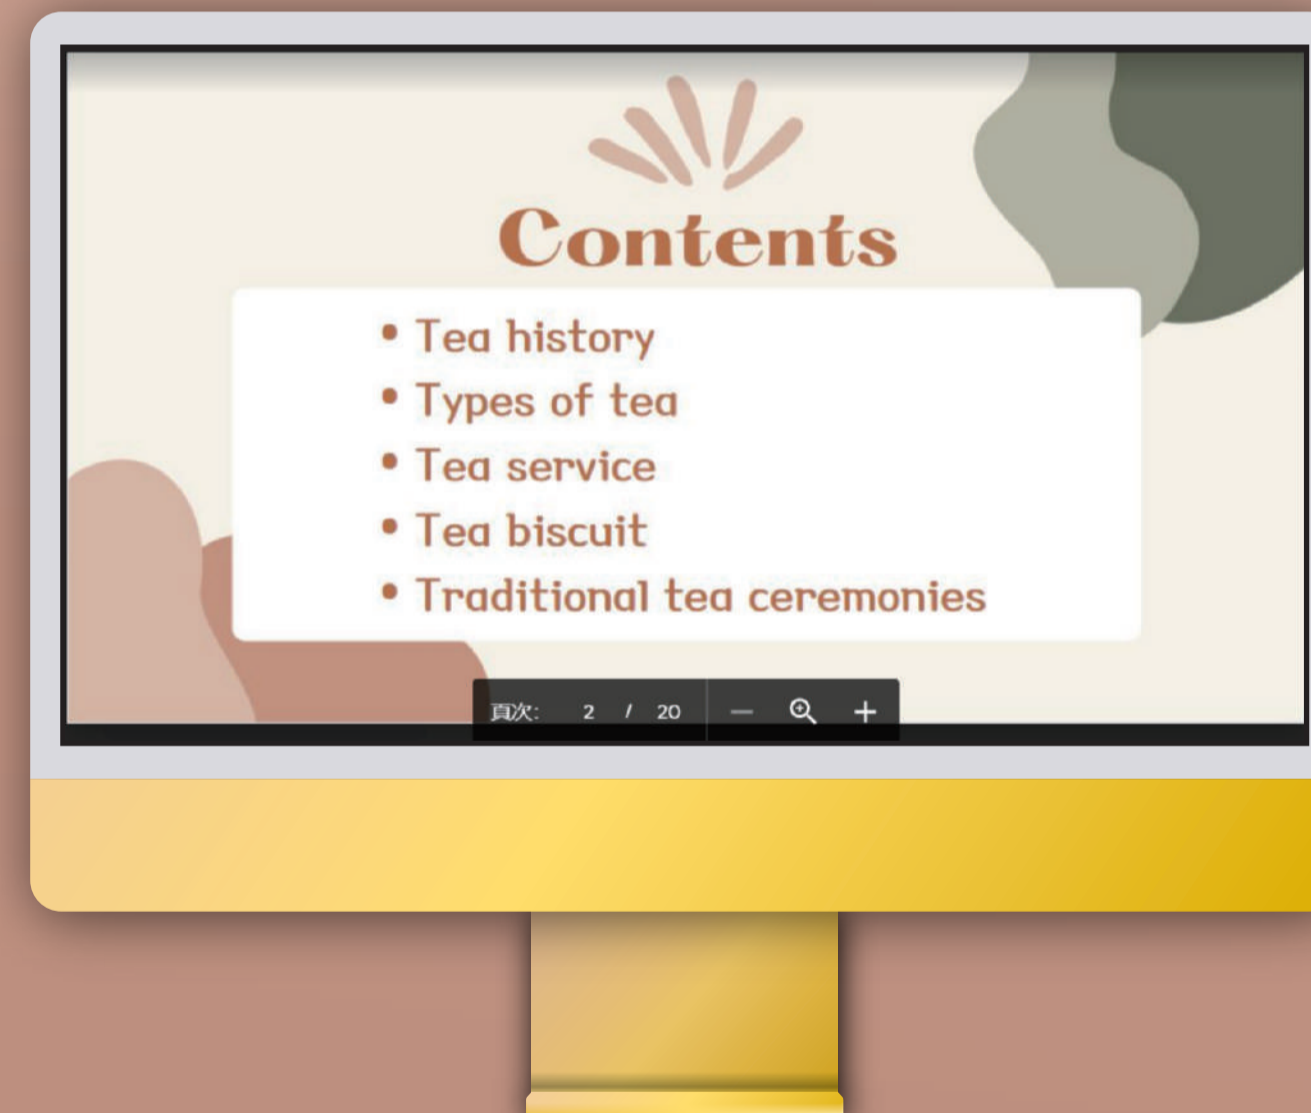 Contents
• Tea history
• Types of tea
• Tea service
• Tea biscuit
• Traditional tea ceremonies
頁次: 2 / 20